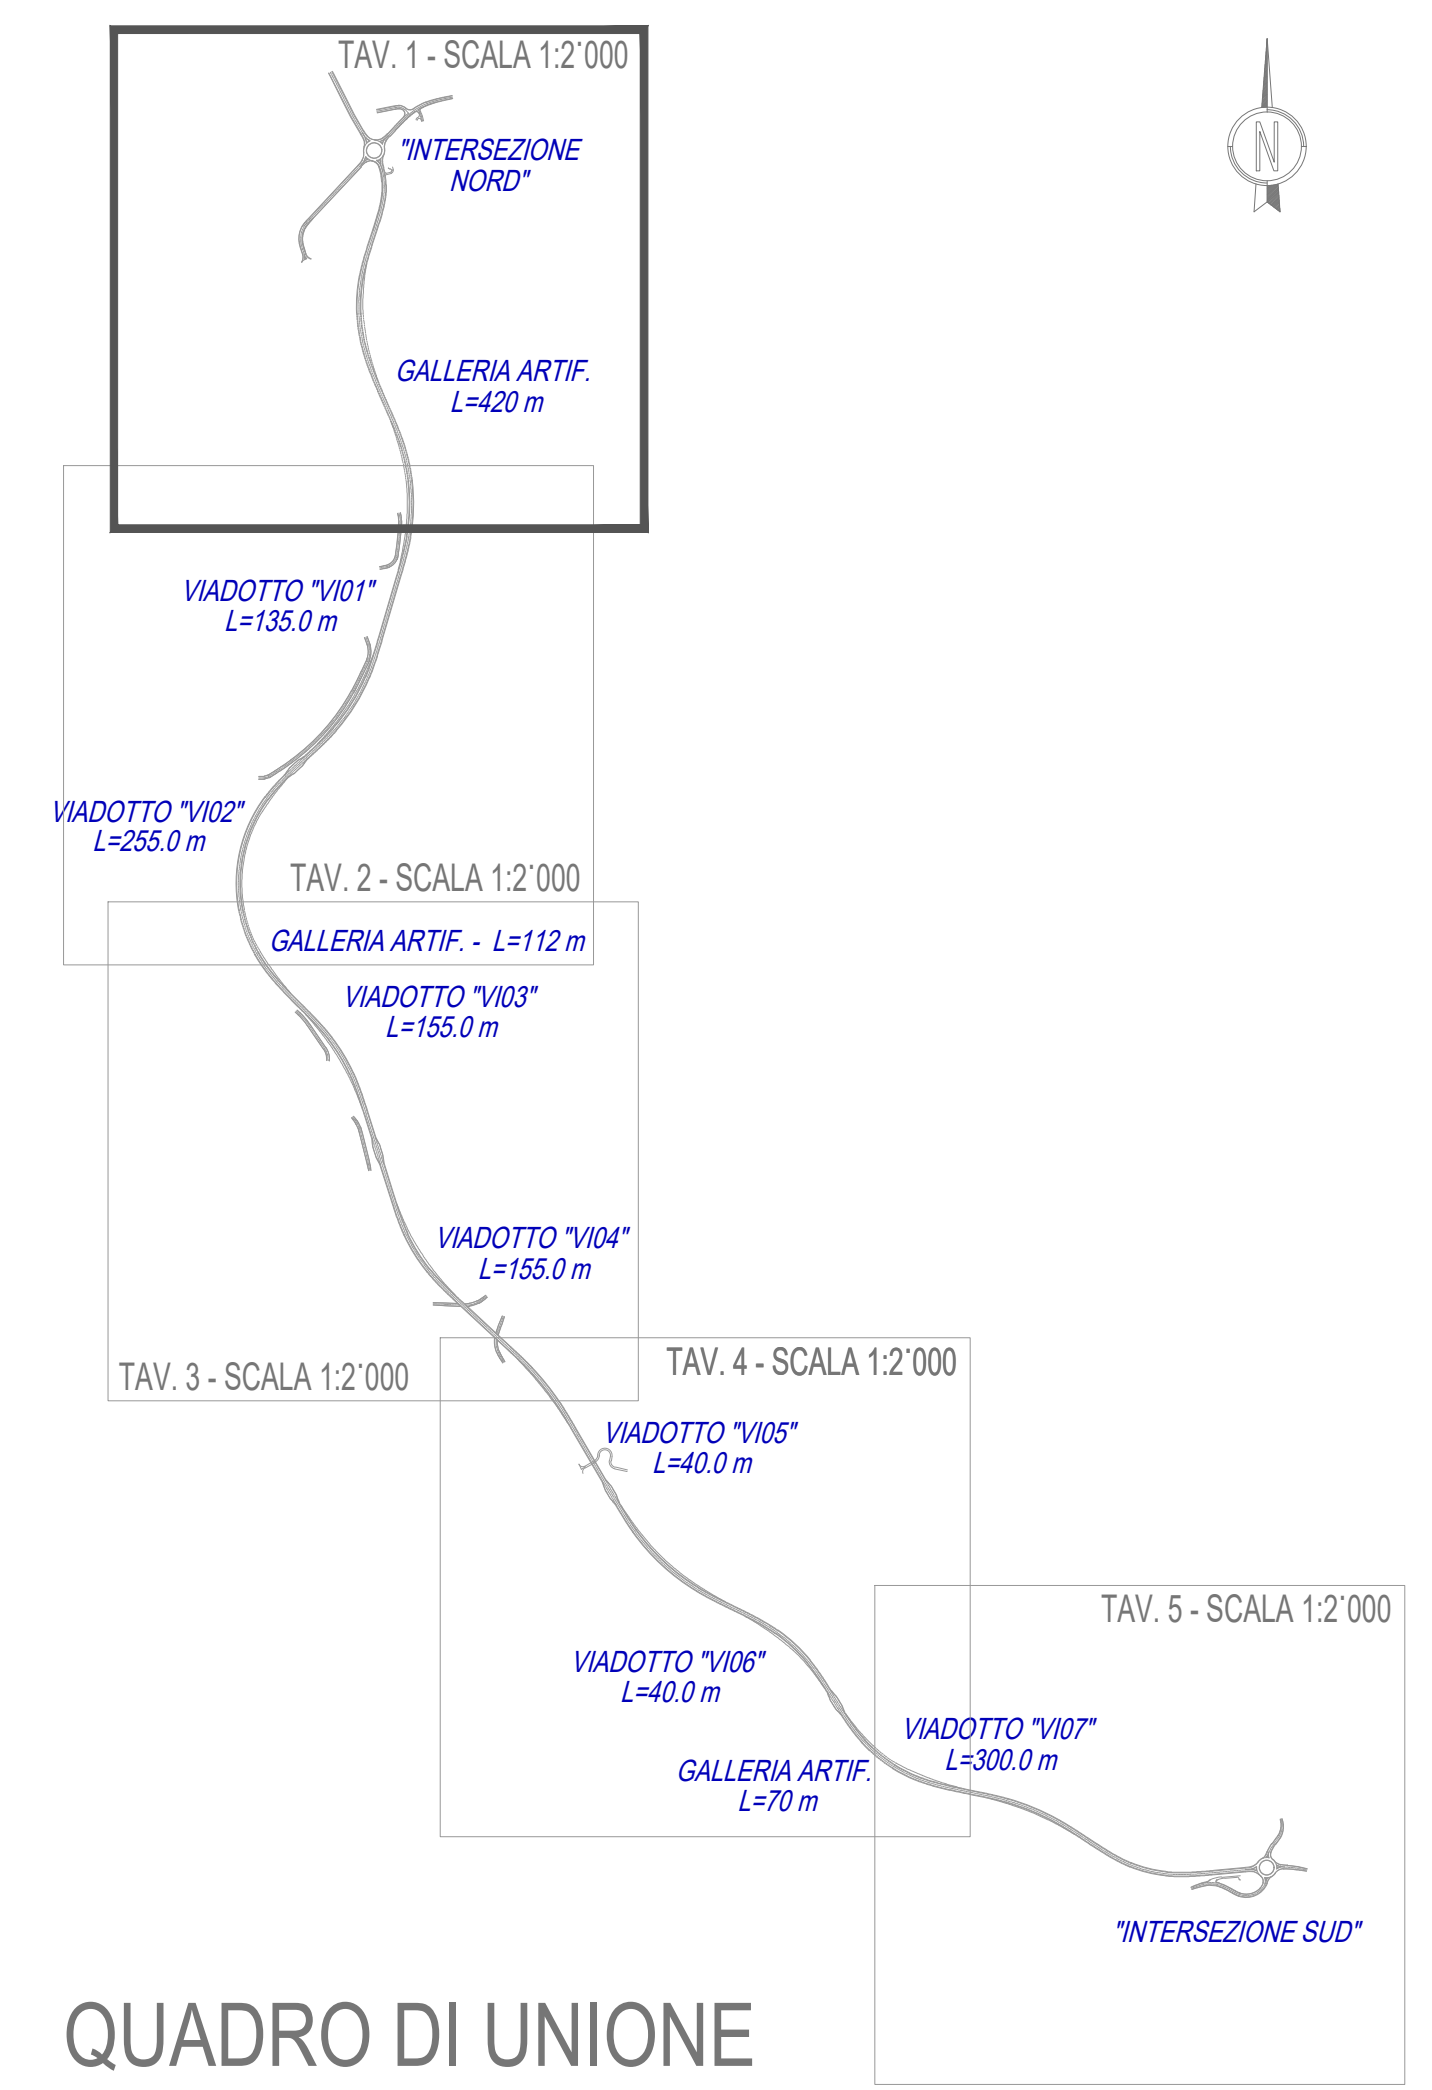 TAV. 1 - SCALA 1:2˙000
N
"INTERSEZIONE
NORD"
GALLERIA ARTIF.
L=420 m
VIADOTTO "VI01"
L=135.0 m
VIADOTTO "VI02"
L=255.0 m
TAV. 2 - SCALA 1:2˙000
GALLERIA ARTIF. - L=112 m
VIADOTTO "VI03"
L=155.0 m
VIADOTTO "VI04"
L=155.0 m
TAV. 3 - SCALA 1:2˙000
TAV. 4 - SCALA 1:2˙000
VIADOTTO "VI05"
L=40.0 m
TAV. 5 - SCALA 1:2˙000
VIADOTTO "VI06"
L=40.0 m
VIADOTTO "VI07"
L=300.0 m
GALLERIA ARTIF.
L=70 m
"INTERSEZIONE SUD"
QUADRO DI UNIONE